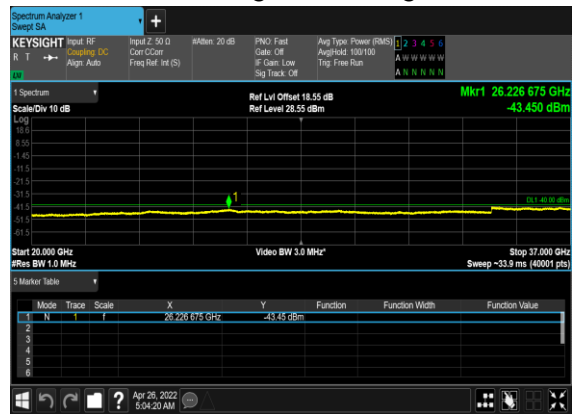 Spectrum Analyzer 1
Swept SA
+
KEYSIGHT Input: RF Input Z: 50 Ω #Atten: 20 dB PNO: Fast Avg Type: Power (RMS) 1 2 3 4 5 6
R T Coupling: DC Corr CCorr Gate: Off Avg|Hold: 100/100 A W W W W W
Align: Auto Freq Ref: Int (S) IF Gain: Low Trig: Free Run
LXI Sig Track: Off A N N N N N
1 Spectrum Ref Lvl Offset 18.55 dB Mkr1 26.226 675 GHz
Scale/Div 10 dB Ref Level 28.55 dBm -43.450 dBm
Log
18.6
8.55
-1.45
-11.5
-21.5
-31.5 1 DL1 -40.00 dBm
-41.5
-51.5
-61.5
Start 20.000 GHz Video BW 3.0 MHz* Stop 37.000 GHz
#Res BW 1.0 MHz Sweep ~33.9 ms (40001 pts)
5 Marker Table
Mode Trace Scale X Y Function Function Width Function Value
1 N 1 f 26.226 675 GHz -43.45 dBm
2
3
4
5
6
? Apr 26, 2022
5:04:20 AM